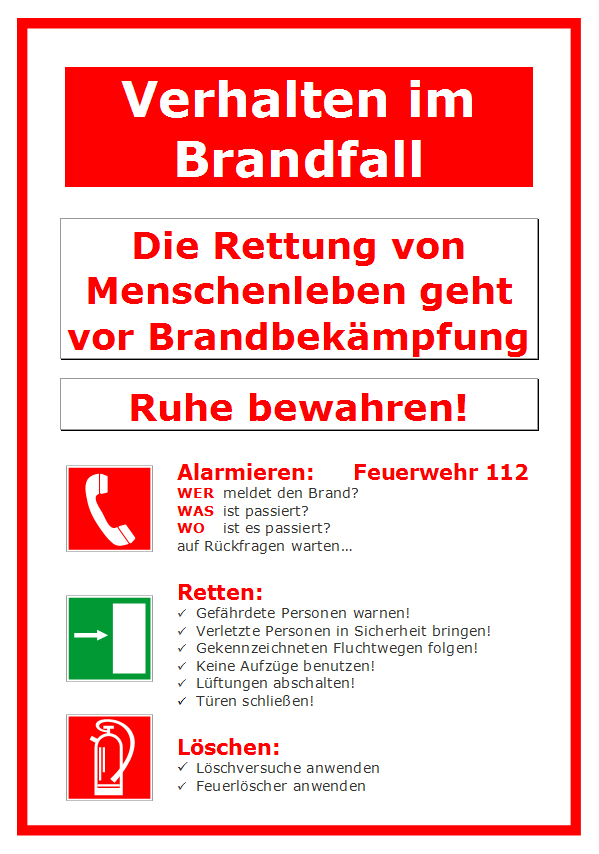 Verhalten im
Brandfall
Die Rettung von
Menschenleben geht
vor Brandbekämpfung
Ruhe bewahren!
Alarmieren: Feuerwehr 112
WER meldet den Brand?
WAS ist passiert?
WO ist es passiert?
auf Rückfragen warten…
Retten:
✓ Gefährdete Personen warnen!
✓ Verletzte Personen in Sicherheit bringen!
✓ Gekennzeichneten Fluchtwegen folgen!
✓ Keine Aufzüge benutzen!
✓ Lüftungen abschalten!
✓ Türen schließen!
Löschen:
✓ Löschversuche anwenden
✓ Feuerlöscher anwenden